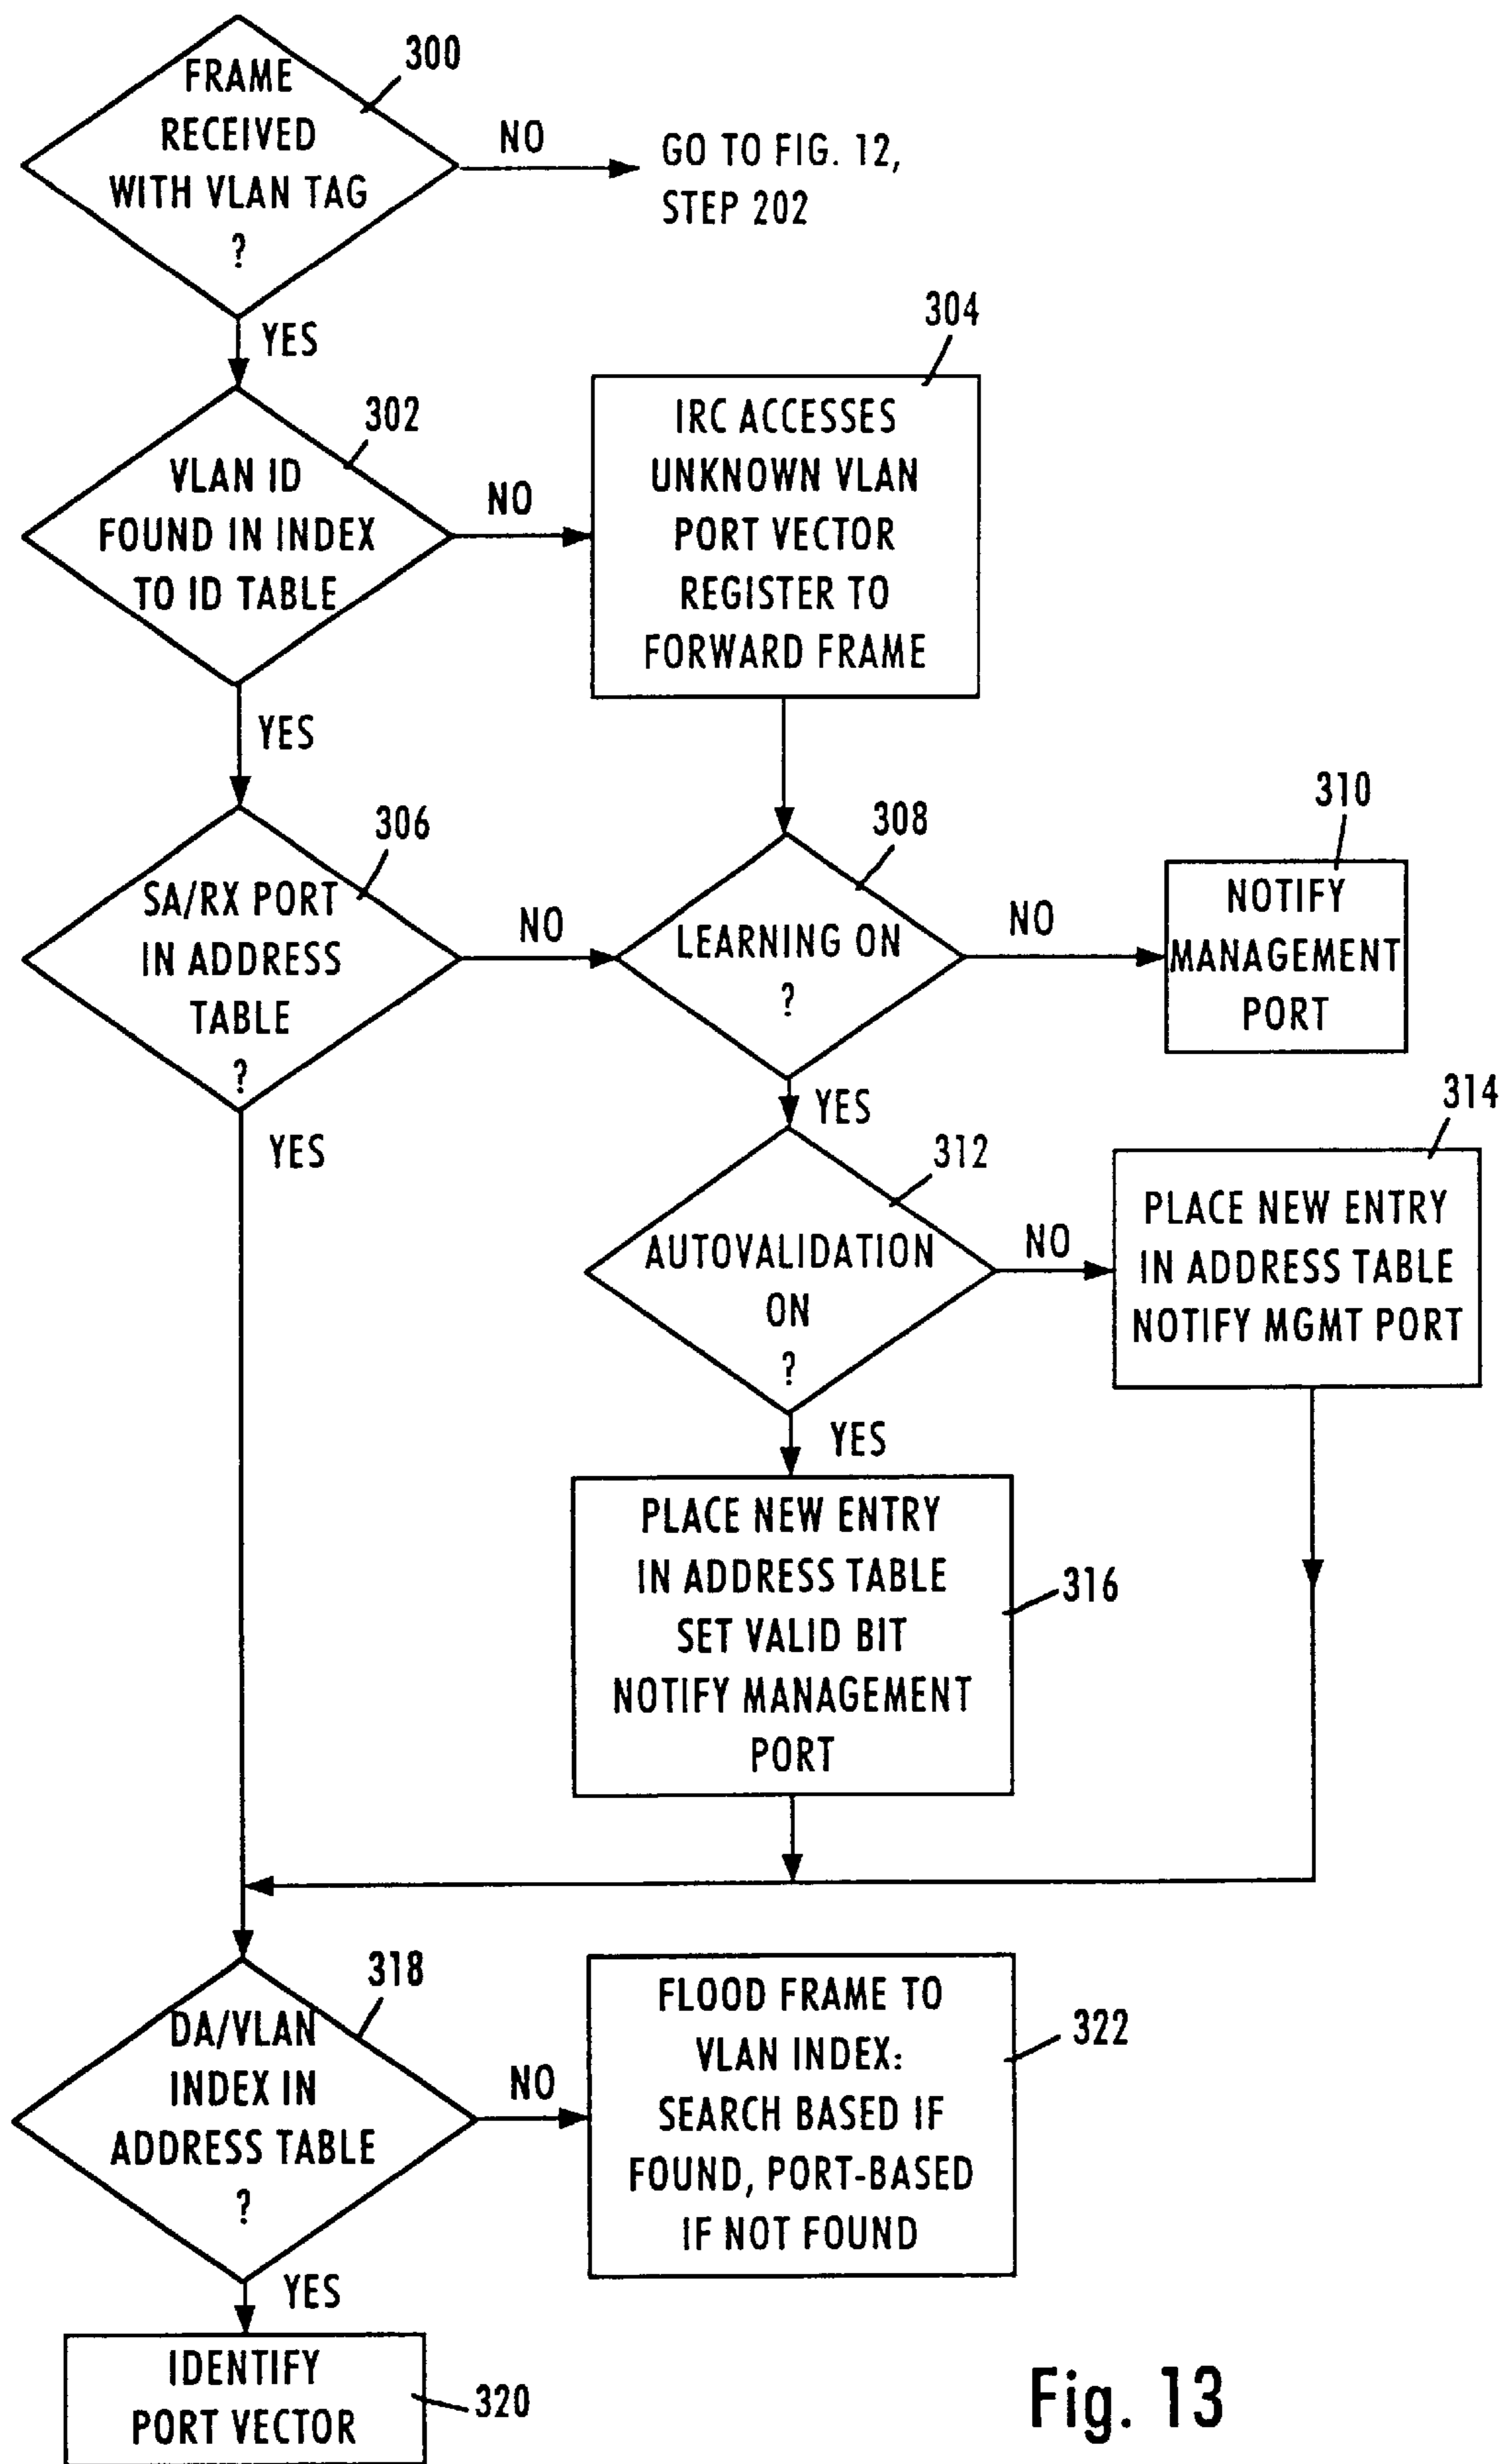 FRAME
RECEIVED
WITH VLAN TAG
?
300
NO
GO TO FIG. 12,
STEP 202
YES
302
VLAN ID
FOUND IN INDEX
TO ID TABLE
NO
304
IRC ACCESSES
UNKNOWN VLAN
PORT VECTOR
REGISTER TO
FORWARD FRAME
YES
306
SA/RX PORT
IN ADDRESS
TABLE
?
NO
308
LEARNING ON
?
NO
310
NOTIFY
MANAGEMENT
PORT
YES
YES
312
AUTOVALIDATION
ON
?
NO
314
PLACE NEW ENTRY
IN ADDRESS TABLE
NOTIFY MGMT PORT
YES
PLACE NEW ENTRY
IN ADDRESS TABLE
SET VALID BIT
NOTIFY MANAGEMENT
PORT
316
318
DA/VLAN
INDEX IN
ADDRESS TABLE
?
NO
FLOOD FRAME TO
VLAN INDEX:
SEARCH BASED IF
FOUND, PORT-BASED
IF NOT FOUND
322
YES
IDENTIFY
PORT VECTOR
320
Fig. 13